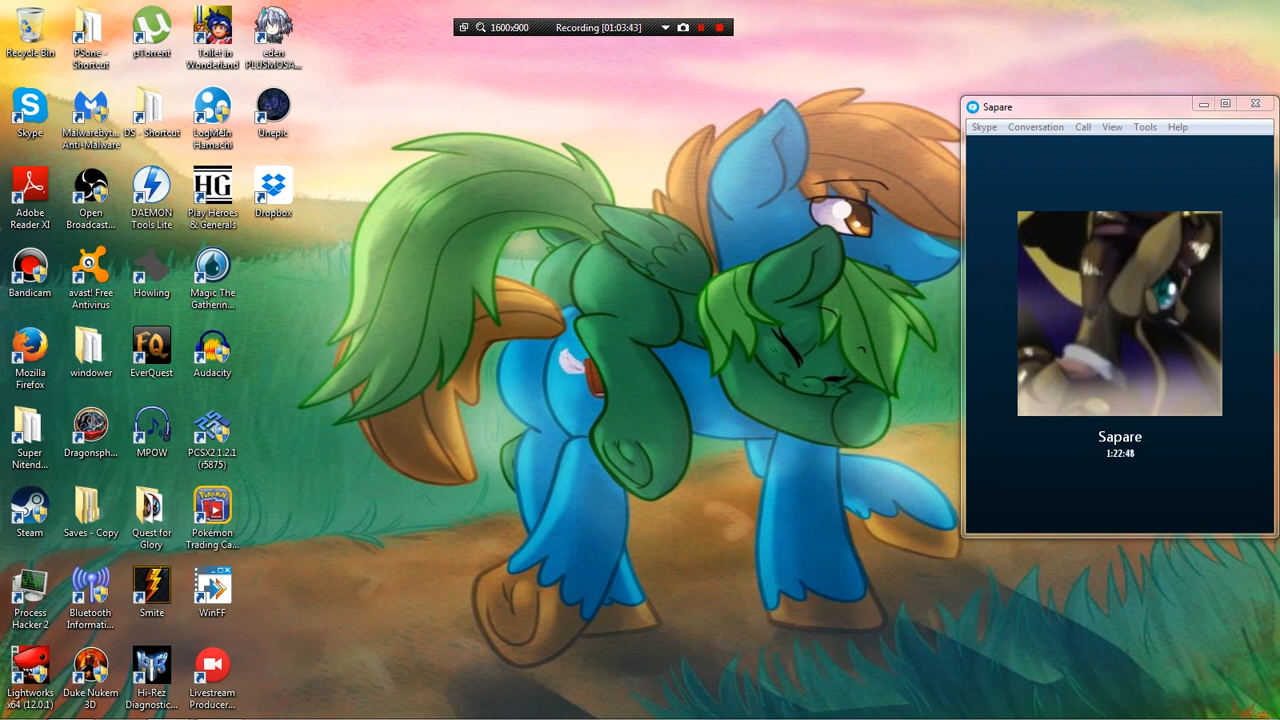 1600x900 Recording [01:03:43]
Recycle Bin
PSone -
Shortcut
µTorrent
Toilet in
Wonderland
eden
PLUSMOSA...
Skype
Malwarebyt...
Anti-Malware
DS - Shortcut
LogMeIn
Hamachi
Unepic
Adobe
Reader XI
Open
Broadcast...
DAEMON
Tools Lite
HG
Play Heroes
& Generals
Dropbox
Bandicam
avast! Free
Antivirus
Howling
Magic The
Gatherin...
Mozilla
Firefox
windower
FQ
EverQuest
Audacity
Super
Nitend...
Dragonsph...
MPOW
PCSX2 1.2.1
(r5875)
Steam
Saves - Copy
Quest for
Glory
Pokémon
Trading Ca...
Process
Hacker 2
Bluetooth
Informati...
Smite
WinFF
Lightworks
x64 (12.0.1)
Duke Nukem
3D
Hi-Rez
Diagnostic...
Livestream
Producer...
Sapare
Skype Conversation Call View Tools Help
Sapare
1:22:48